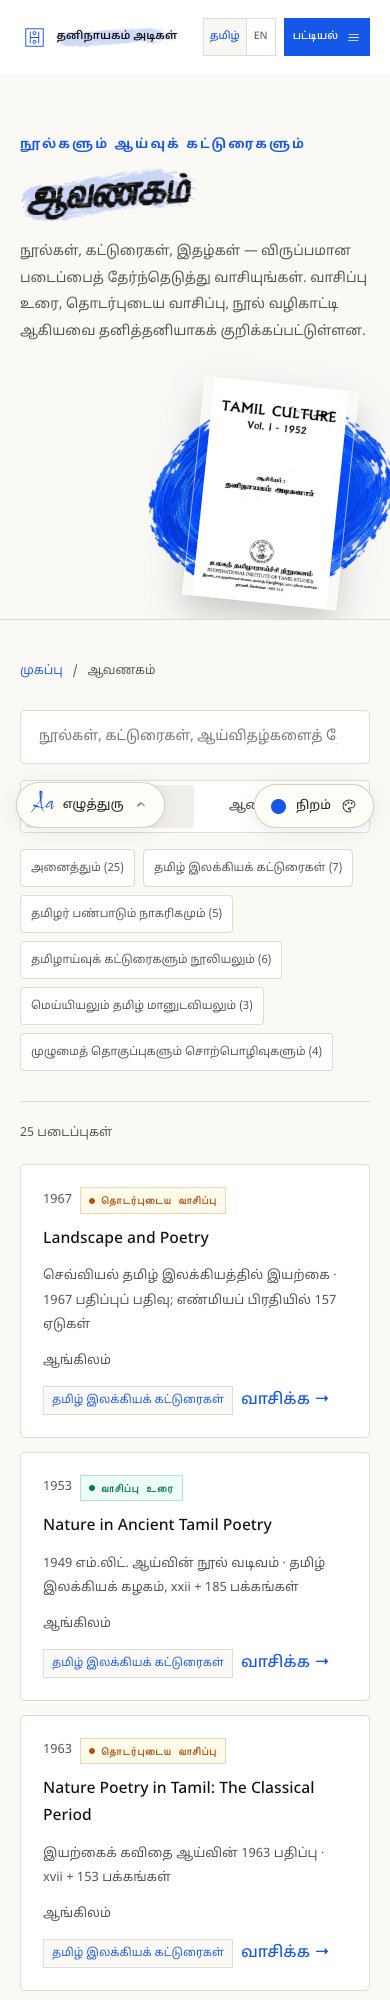 தனிநாயகம் அடிகள்
தமிழ் EN
பட்டியல்
நூல்களும் ஆய்வுக் கட்டுரைகளும்
ஆவணகம்
நூல்கள், கட்டுரைகள், இதழ்கள் — விருப்பமான
படைப்பைத் தேர்ந்தெடுத்து வாசியுங்கள். வாசிப்பு
உரை, தொடர்புடைய வாசிப்பு, நூல் வழிகாட்டி
ஆகியவை தனித்தனியாகக் குறிக்கப்பட்டுள்ளன.
TAMIL CULTURE
Vol. I - 1952
ஆசிரியர் :
தனிநாயகம் அடிகளார்
உலகத் தமிழாராய்ச்சி நிறுவனம்
INTERNATIONAL INSTITUTE OF TAMIL STUDIES
முகப்பு / ஆவணகம்
நூல்கள், கட்டுரைகள், ஆய்விதழ்களைத்
Aa எழுத்துரு
நிறம்
அனைத்தும் (25)
தமிழ் இலக்கியக் கட்டுரைகள் (7)
தமிழர் பண்பாடும் நாகரிகமும் (5)
தமிழாய்வுக் கட்டுரைகளும் நூலியலும் (6)
மெய்யியலும் தமிழ் மானுடவியலும் (3)
முழுமைத் தொகுப்புகளும் சொற்பொழிவுகளும் (4)
25 படைப்புகள்
1967 தொடர்புடைய வாசிப்பு
Landscape and Poetry
செவ்வியல் தமிழ் இலக்கியத்தில் இயற்கை ·
1967 பதிப்புப் பதிவு; எண்மியப் பிரதியில் 157
ஏடுகள்
ஆங்கிலம்
தமிழ் இலக்கியக் கட்டுரைகள் வாசிக்க →
1953 வாசிப்பு உரை
Nature in Ancient Tamil Poetry
1949 எம்.லிட். ஆய்வின் நூல் வடிவம் · தமிழ்
இலக்கியக் கழகம், xxii + 185 பக்கங்கள்
ஆங்கிலம்
தமிழ் இலக்கியக் கட்டுரைகள் வாசிக்க →
1963 தொடர்புடைய வாசிப்பு
Nature Poetry in Tamil: The Classical
Period
இயற்கைக் கவிதை ஆய்வின் 1963 பதிப்பு ·
xvii + 153 பக்கங்கள்
ஆங்கிலம்
தமிழ் இலக்கியக் கட்டுரைகள் வாசிக்க →